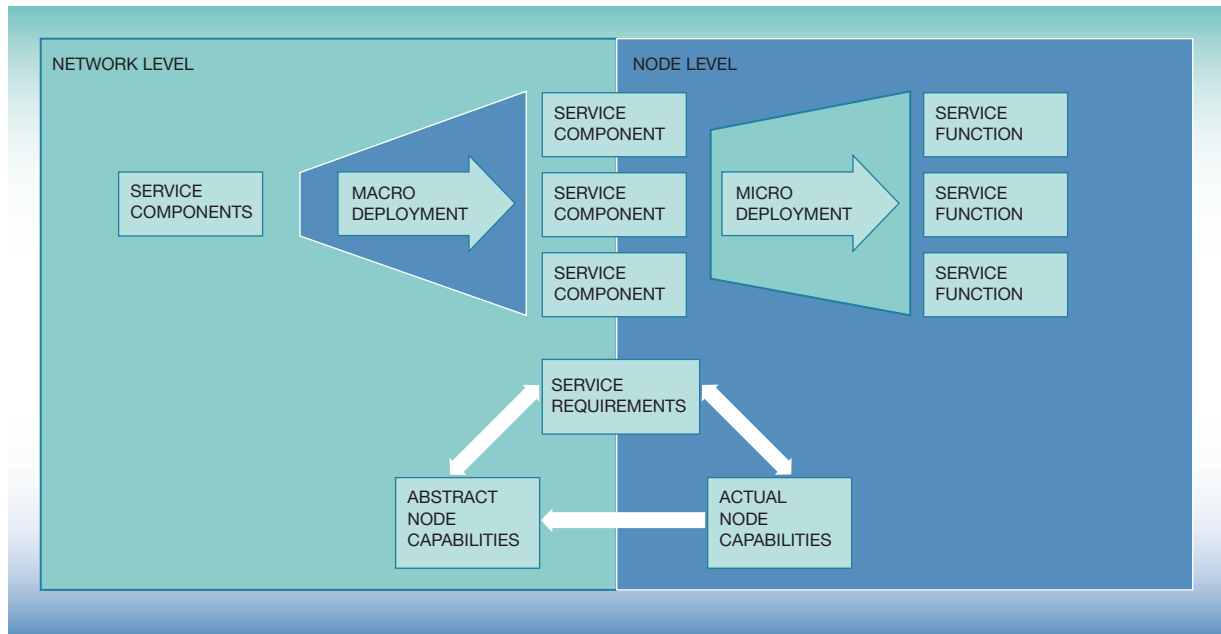 NETWORK LEVEL
NODE LEVEL
SERVICE
COMPONENTS
MACRO
DEPLOYMENT
SERVICE
COMPONENT
SERVICE
COMPONENT
SERVICE
COMPONENT
MICRO
DEPLOYMENT
SERVICE
FUNCTION
SERVICE
FUNCTION
SERVICE
FUNCTION
SERVICE
REQUIREMENTS
ABSTRACT
NODE
CAPABILITIES
ACTUAL
NODE
CAPABILITIES